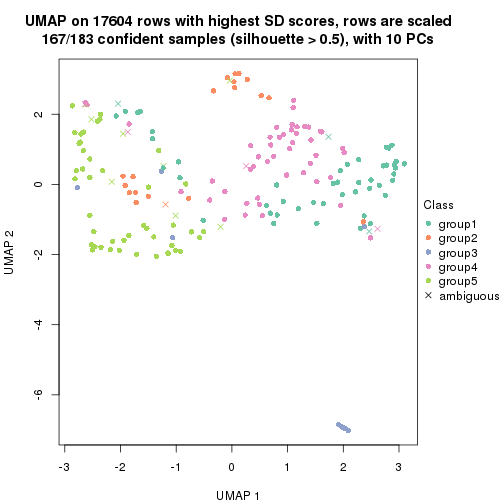 UMAP on 17604 rows with highest SD scores, rows are scaled
167/183 confident samples (silhouette > 0.5), with 10 PCs
2
0
-2
-4
-6
UMAP 2
-3 -2 -1 0 1 2 3
UMAP 1
Class
group1
group2
group3
group4
group5
ambiguous